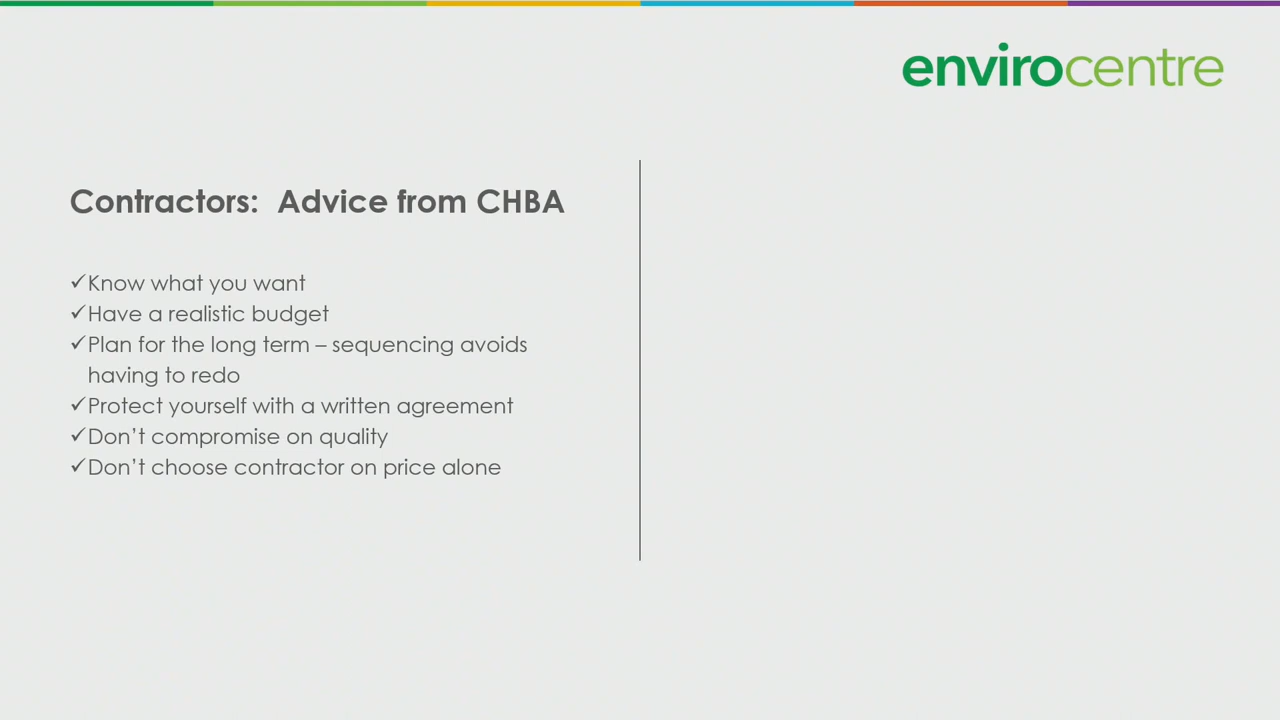 envirocentre
Contractors:  Advice from CHBA
✓Know what you want
✓Have a realistic budget
✓Plan for the long term – sequencing avoids
having to redo
✓Protect yourself with a written agreement
✓Don’t compromise on quality
✓Don’t choose contractor on price alone